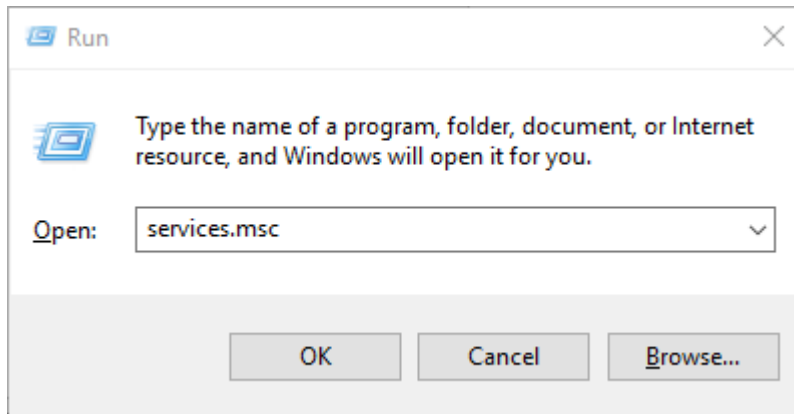 Run
Type the name of a program, folder, document, or Internet
resource, and Windows will open it for you.
Open: services.msc
OK Cancel Browse...